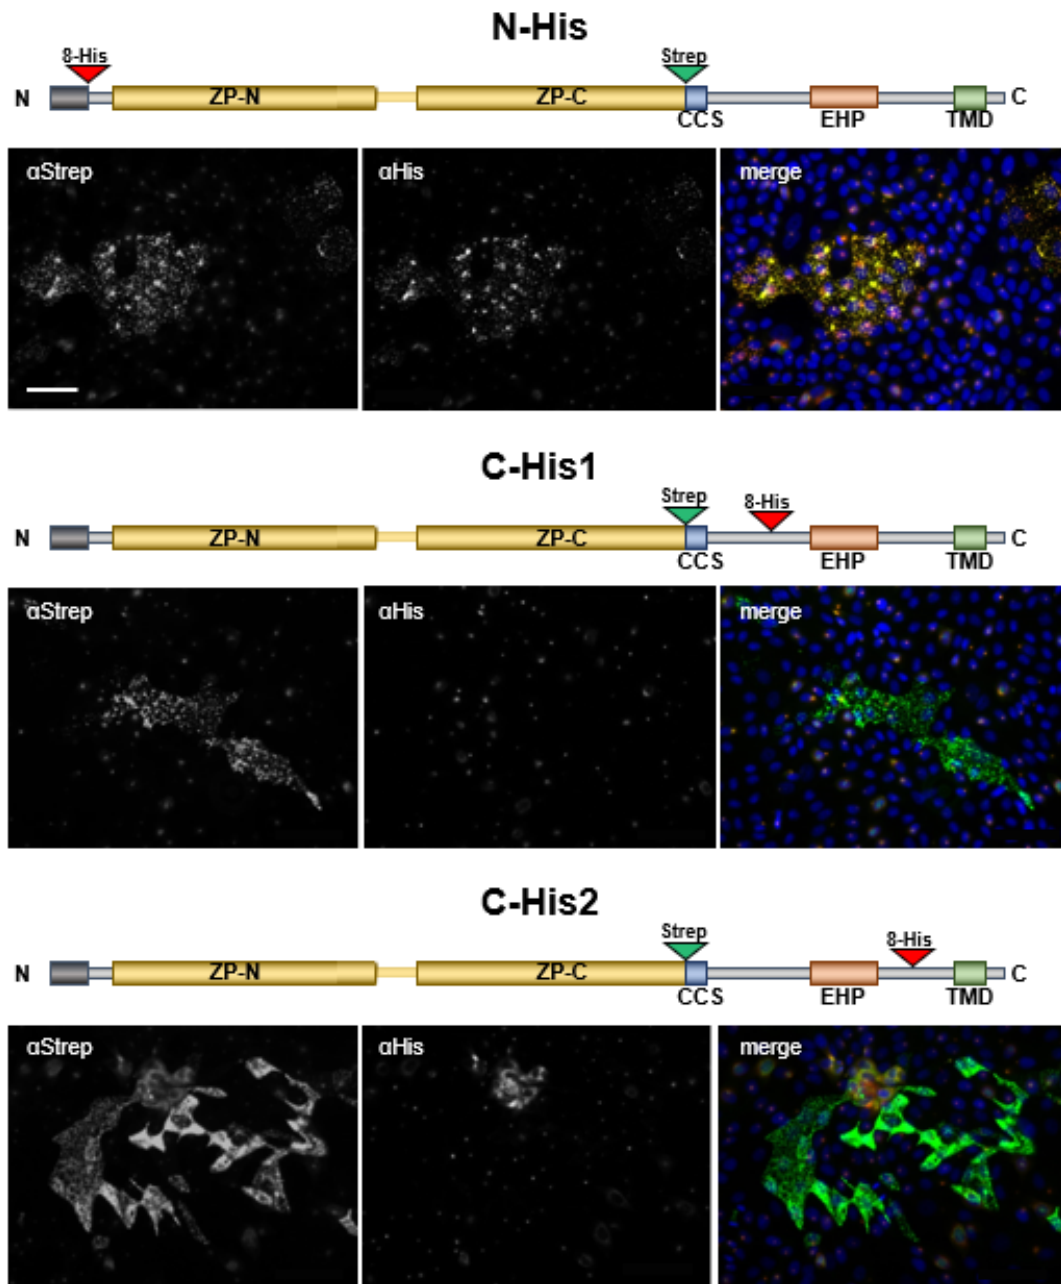 N-His
8-His Strep
N ZP-N ZP-C C
CCS EHP TMD
αStrep αHis merge
C-His1
Strep 8-His
N ZP-N ZP-C C
CCS EHP TMD
αStrep αHis merge
C-His2
Strep 8-His
N ZP-N ZP-C C
CCS EHP TMD
αStrep αHis merge